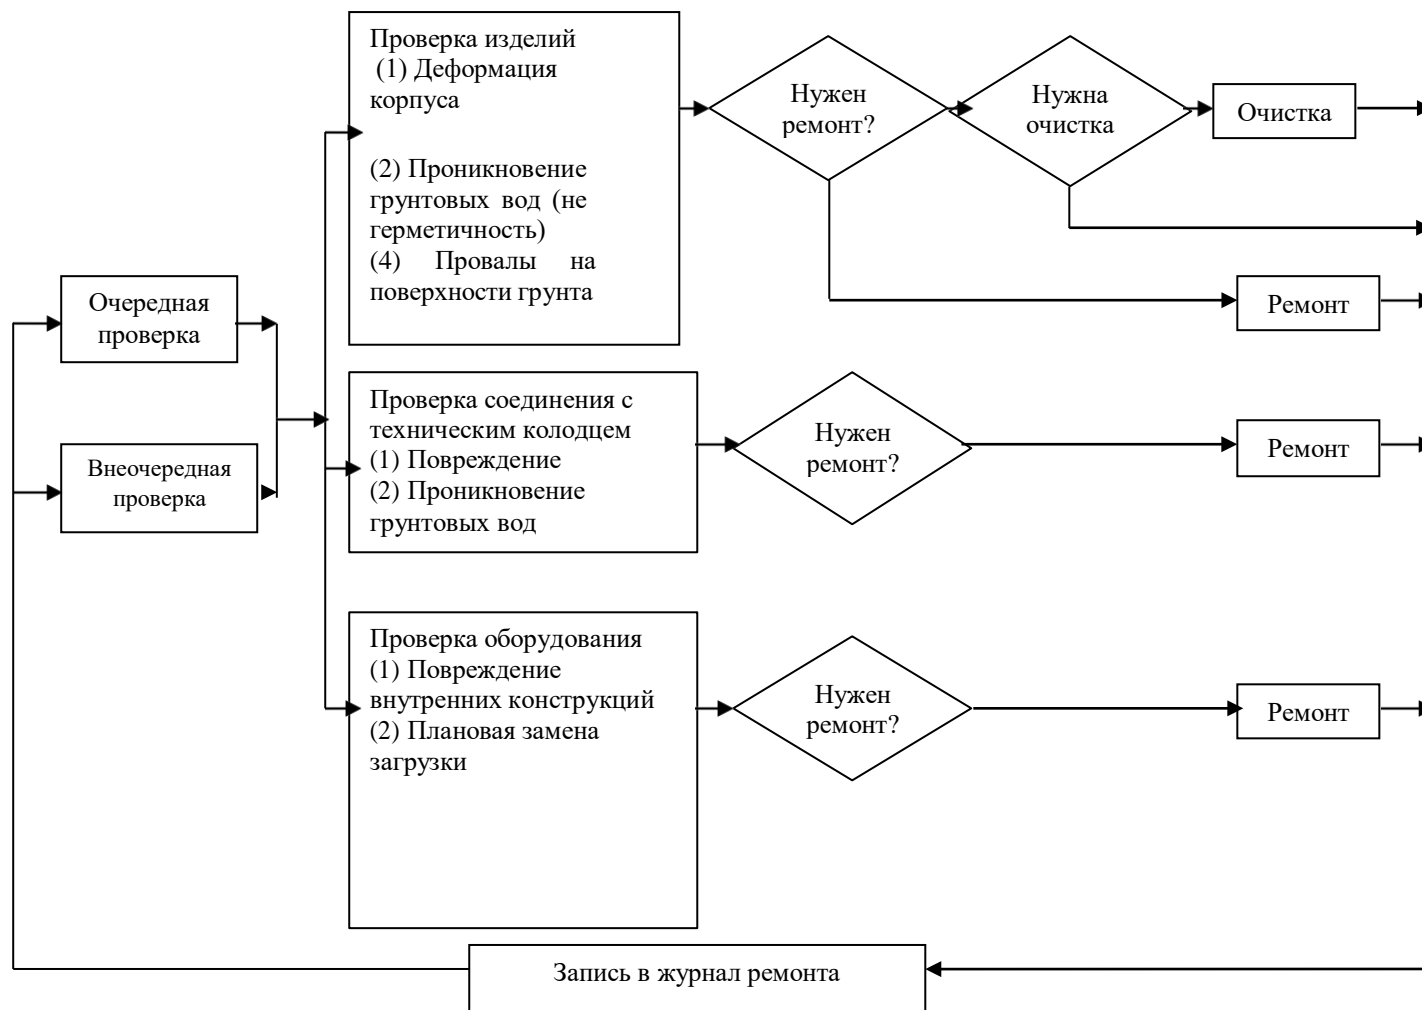 Проверка изделий
(1) Деформация
корпуса
(2) Проникновение
грунтовых вод (не
герметичность)
(4) Провалы на
поверхности грунта
Нужен
ремонт?
Нужна
очистка
Очистка
Ремонт
Очередная
проверка
Внеочередная
проверка
Проверка соединения с
техническим колодцем
(1) Повреждение
(2) Проникновение
грунтовых вод
Нужен
ремонт?
Ремонт
Проверка оборудования
(1) Повреждение
внутренних конструкций
(2) Плановая замена
загрузки
Нужен
ремонт?
Ремонт
Запись в журнал ремонта